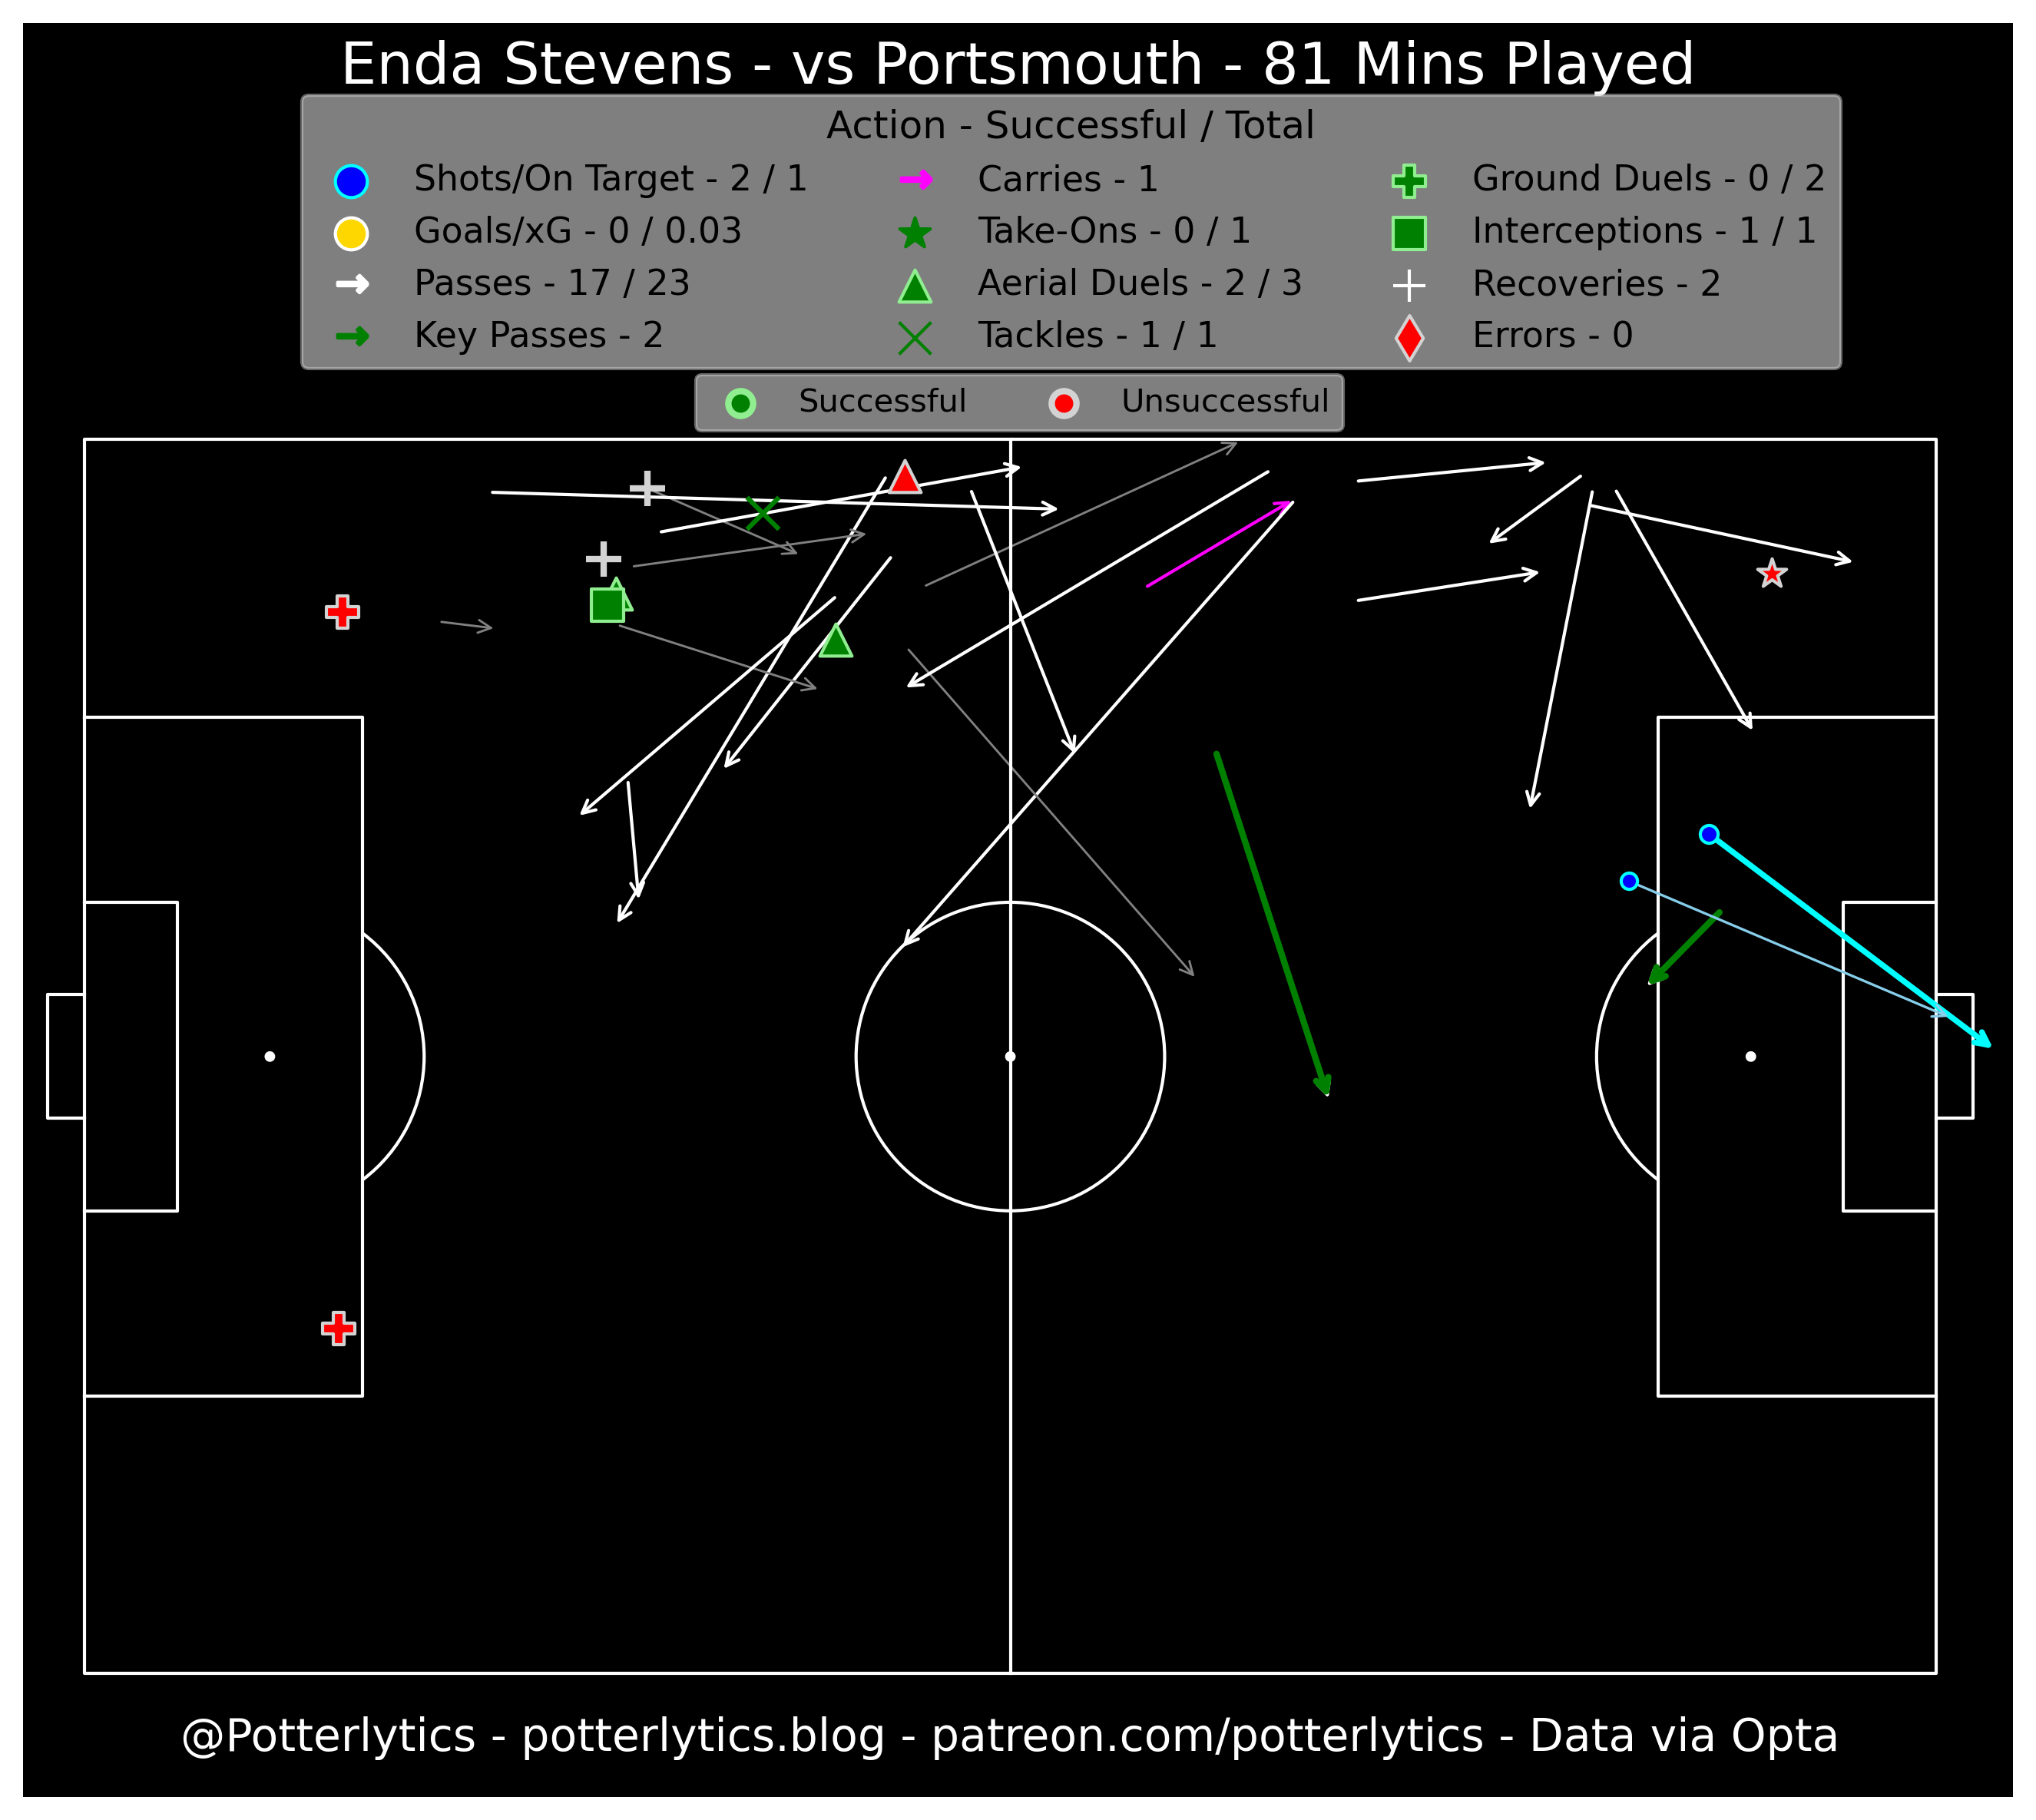 Enda Stevens - vs Portsmouth - 81 Mins Played
Action - Successful / Total
Shots/On Target - 2 / 1
Goals/xG - 0 / 0.03
Passes - 17 / 23
Key Passes - 2
Carries - 1
Take-Ons - 0 / 1
Aerial Duels - 2 / 3
Tackles - 1 / 1
Ground Duels - 0 / 2
Interceptions - 1 / 1
Recoveries - 2
Errors - 0
Successful
Unsuccessful
@Potterlytics - potterlytics.blog - patreon.com/potterlytics - Data via Opta